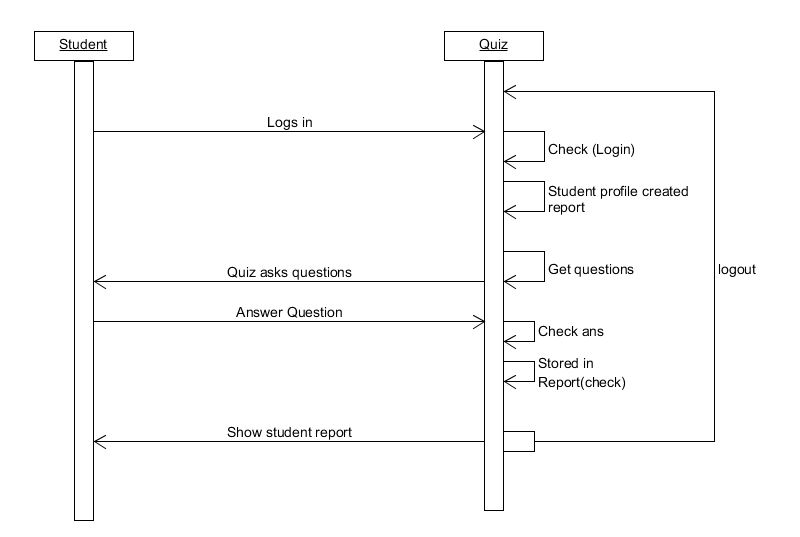 Student
Quiz
Logs in
Check (Login)
Student profile created
report
Get questions
logout
Quiz asks questions
Answer Question
Check ans
Stored in
Report(check)
Show student report